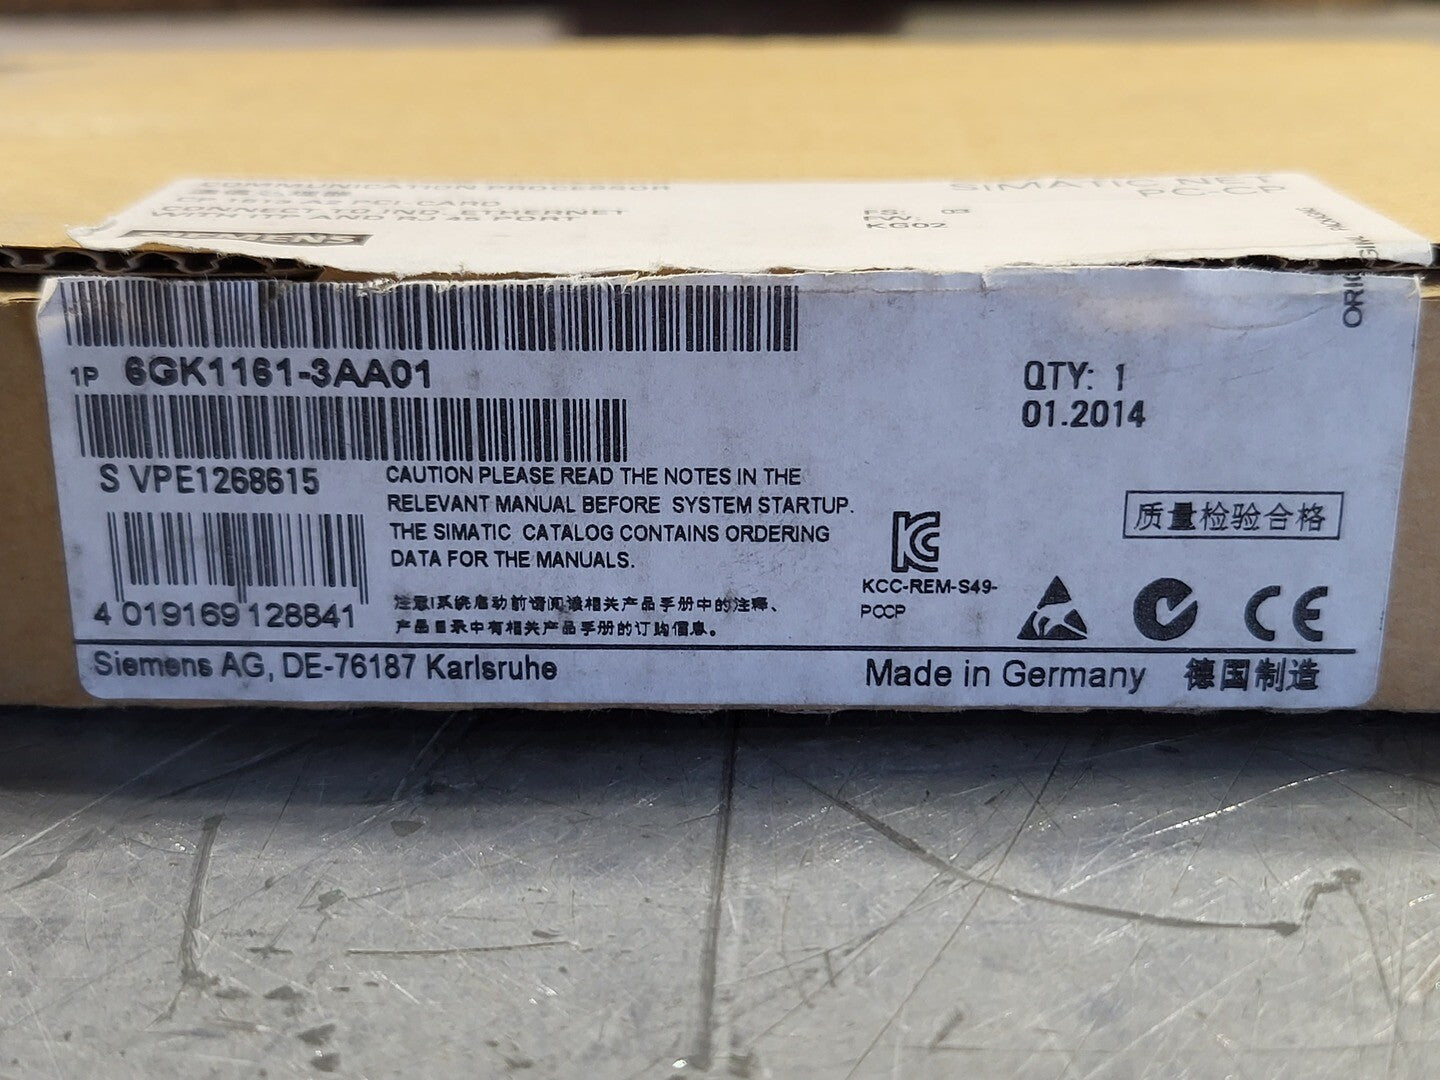 COMMUNICATION PROCESSOR
CP 1613 A2 PCI-CARD
CONNECT TO IND. ETHERNET
WITH TP AND RJ 45 PORT
SIEMENS
SIMATIC NET
PC-CP
FS: 03
FW:
KG02
1P 6GK1161-3AA01
S VPE1268615
4 019169 128841
CAUTION PLEASE READ THE NOTES IN THE
RELEVANT MANUAL BEFORE SYSTEM STARTUP.
THE SIMATIC CATALOG CONTAINS ORDERING
DATA FOR THE MANUALS.
注意!系统启动前请阅读相关产品手册中的注释、
产品目录中有相关产品手册的订购信息。
QTY: 1
01.2014
质量检验合格
KCC-REM-S49-
PCCP
CE
Siemens AG, DE-76187 Karlsruhe
Made in Germany 德国制造